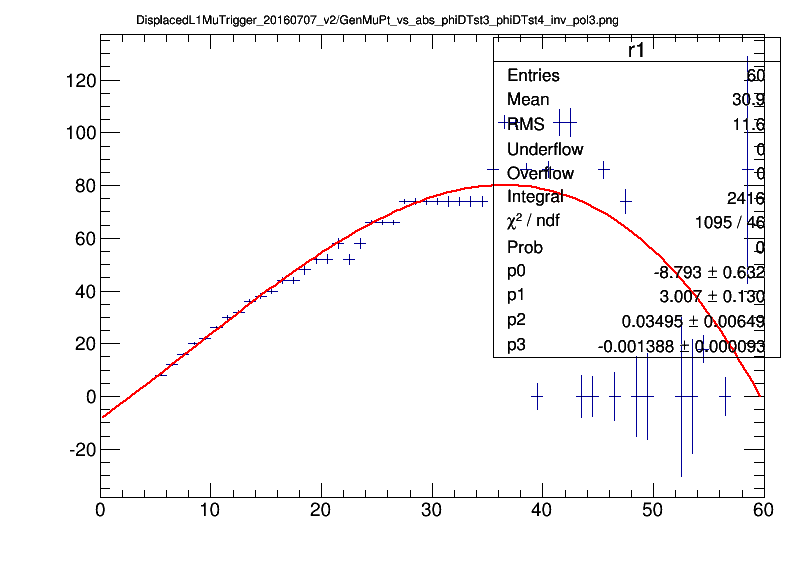 DisplacedL1MuTrigger_20160707_v2/GenMuPt_vs_abs_phiDTst3_phiDTst4_inv_pol3.png
r1
Entries 60
Mean 30.9
RMS 11.6
Underflow 0
Overflow 0
Integral 2416
χ² / ndf 1095 / 46
Prob 0
p0 -8.793 ± 0.632
p1 3.007 ± 0.130
p2 0.03495 ± 0.00649
p3 -0.001388 ± 0.000093
120
100
80
60
40
20
0
-20
0 10 20 30 40 50 60